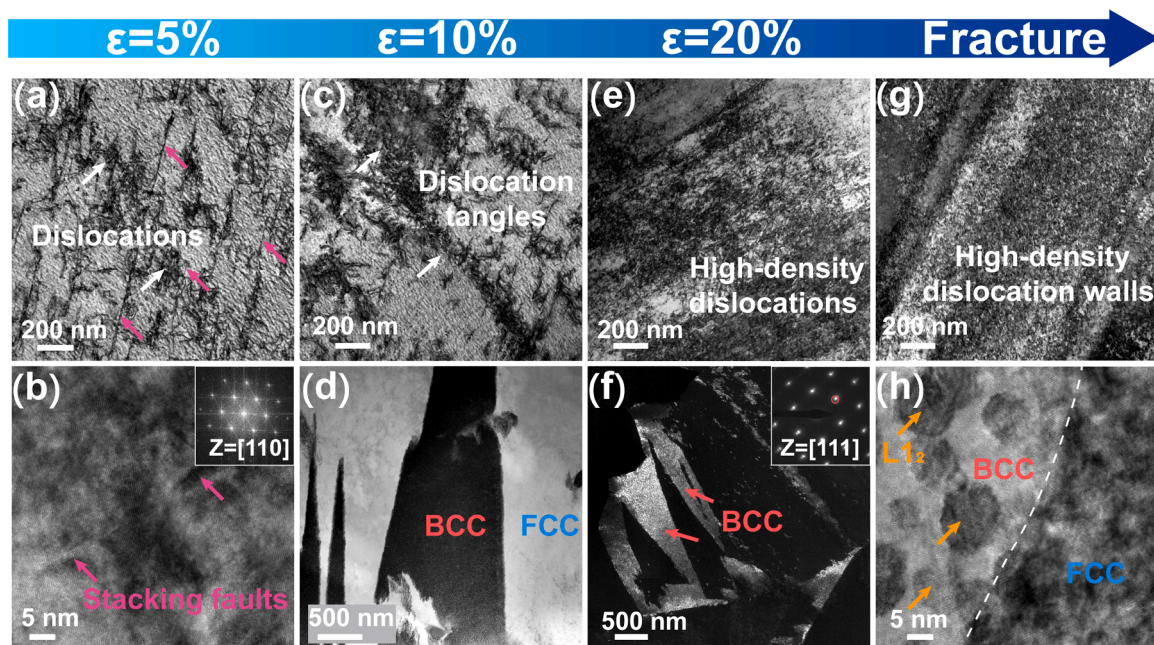 ε=5%
ε=10%
ε=20%
Fracture
(a)
Dislocations
200 nm
(c)
Dislocation
tangles
200 nm
(e)
High-density
dislocations
200 nm
(g)
High-density
dislocation walls
200 nm
(b)
Z=[110]
Stacking faults
5 nm
(d)
BCC
FCC
500 nm
(f)
Z=[111]
BCC
500 nm
(h)
L1₂
BCC
FCC
5 nm